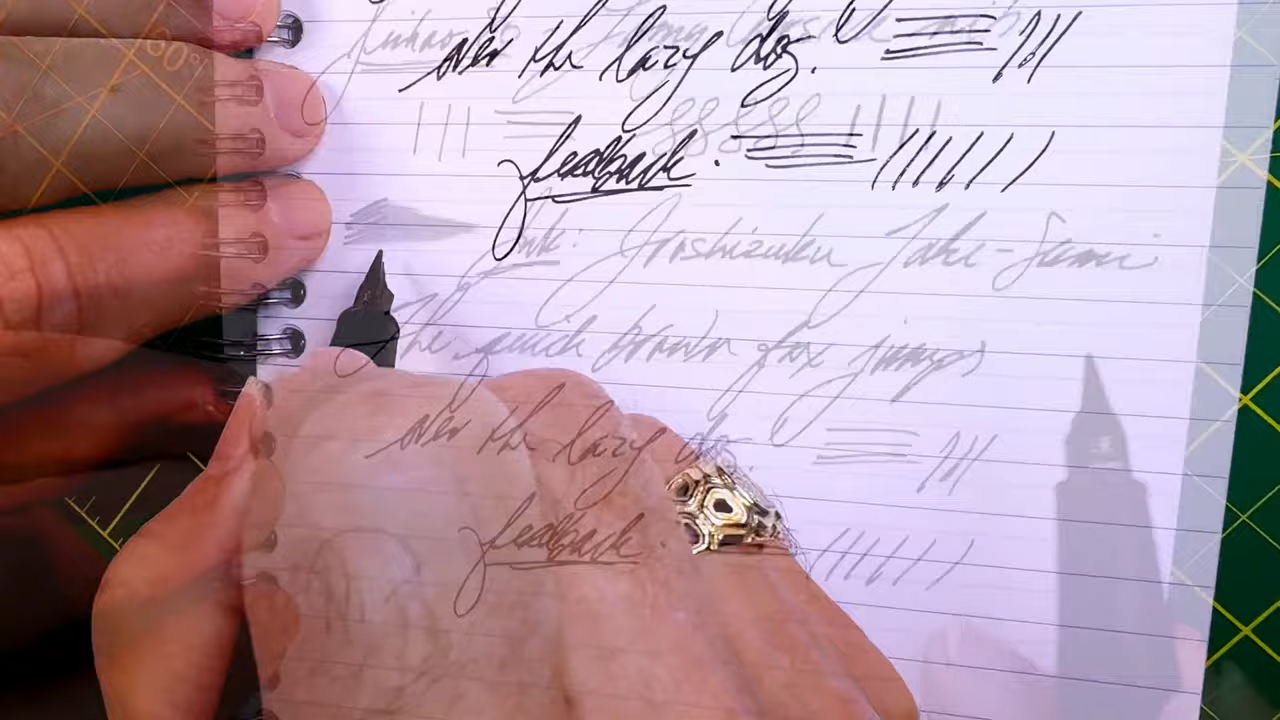 over the lazy dog.
feedback.
Ink: Iroshizuku Take-Sumi
The quick brown fox jumps
over the lazy dog.
feedback.